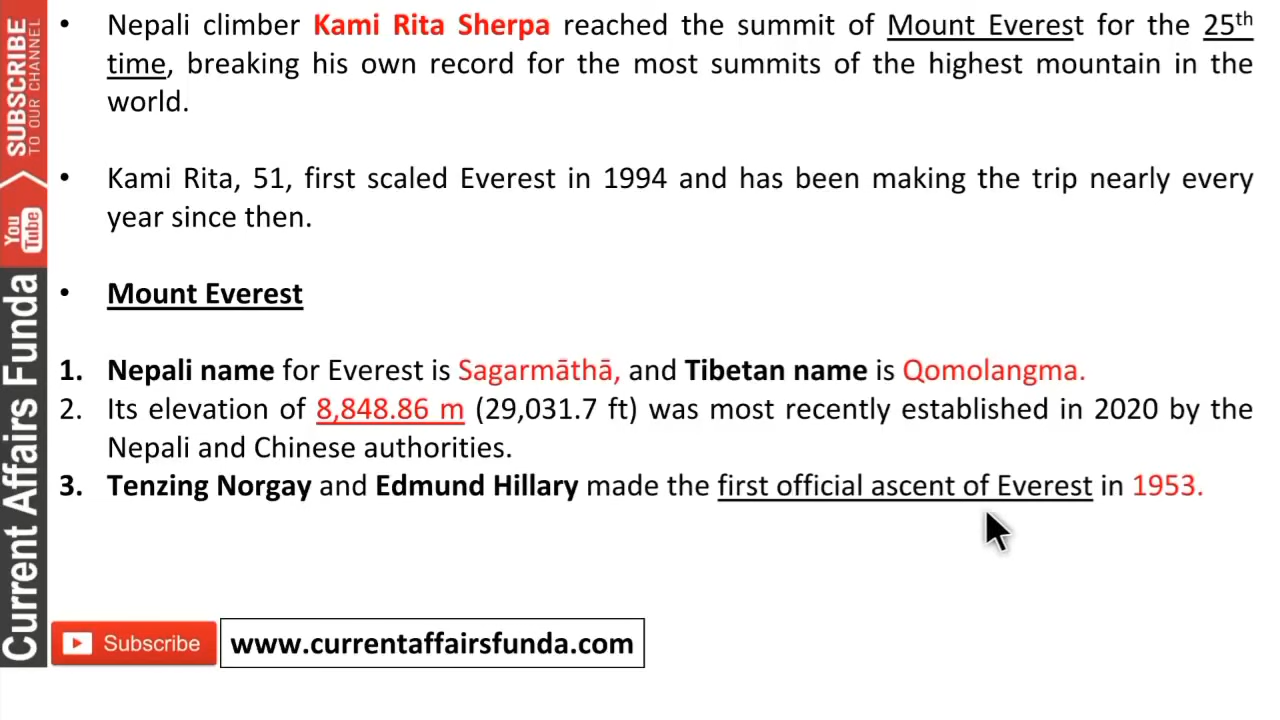 • Nepali climber Kami Rita Sherpa reached the summit of Mount Everest for the 25th
time, breaking his own record for the most summits of the highest mountain in the
world.
• Kami Rita, 51, first scaled Everest in 1994 and has been making the trip nearly every
year since then.
• Mount Everest
1. Nepali name for Everest is Sagarmāthā, and Tibetan name is Qomolangma.
2. Its elevation of 8,848.86 m (29,031.7 ft) was most recently established in 2020 by the
Nepali and Chinese authorities.
3. Tenzing Norgay and Edmund Hillary made the first official ascent of Everest in 1953.
Subscribe
www.currentaffairsfunda.com
SUBSCRIBE
TO OUR CHANNEL
You
Tube
Current Affairs Funda